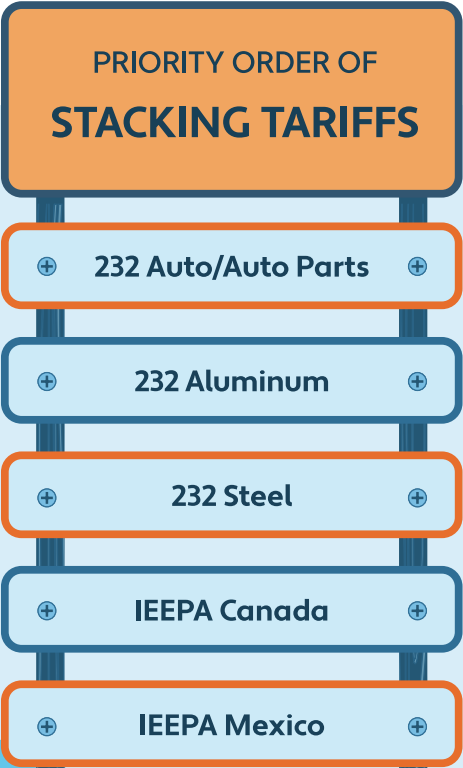 PRIORITY ORDER OF
STACKING TARIFFS
232 Auto/Auto Parts
232 Aluminum
232 Steel
IEEPA Canada
IEEPA Mexico